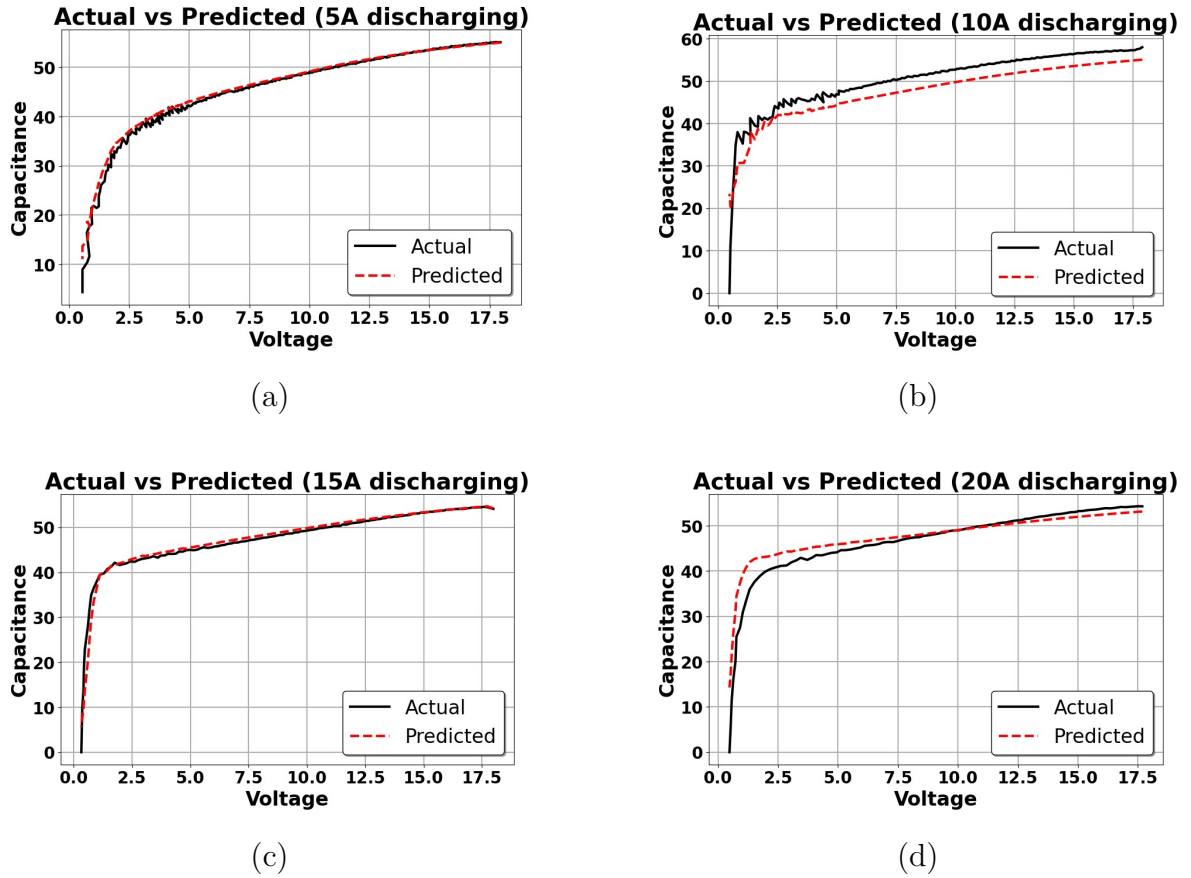 Actual vs Predicted (5A discharging)
Capacitance
50
40
30
20
10
Actual
Predicted
0.0 2.5 5.0 7.5 10.0 12.5 15.0 17.5
Voltage
(a)
Actual vs Predicted (10A discharging)
Capacitance
60
50
40
30
20
10
0
Actual
Predicted
0.0 2.5 5.0 7.5 10.0 12.5 15.0 17.5
Voltage
(b)
Actual vs Predicted (15A discharging)
Capacitance
50
40
30
20
10
0
Actual
Predicted
0.0 2.5 5.0 7.5 10.0 12.5 15.0 17.5
Voltage
(c)
Actual vs Predicted (20A discharging)
Capacitance
50
40
30
20
10
0
Actual
Predicted
0.0 2.5 5.0 7.5 10.0 12.5 15.0 17.5
Voltage
(d)